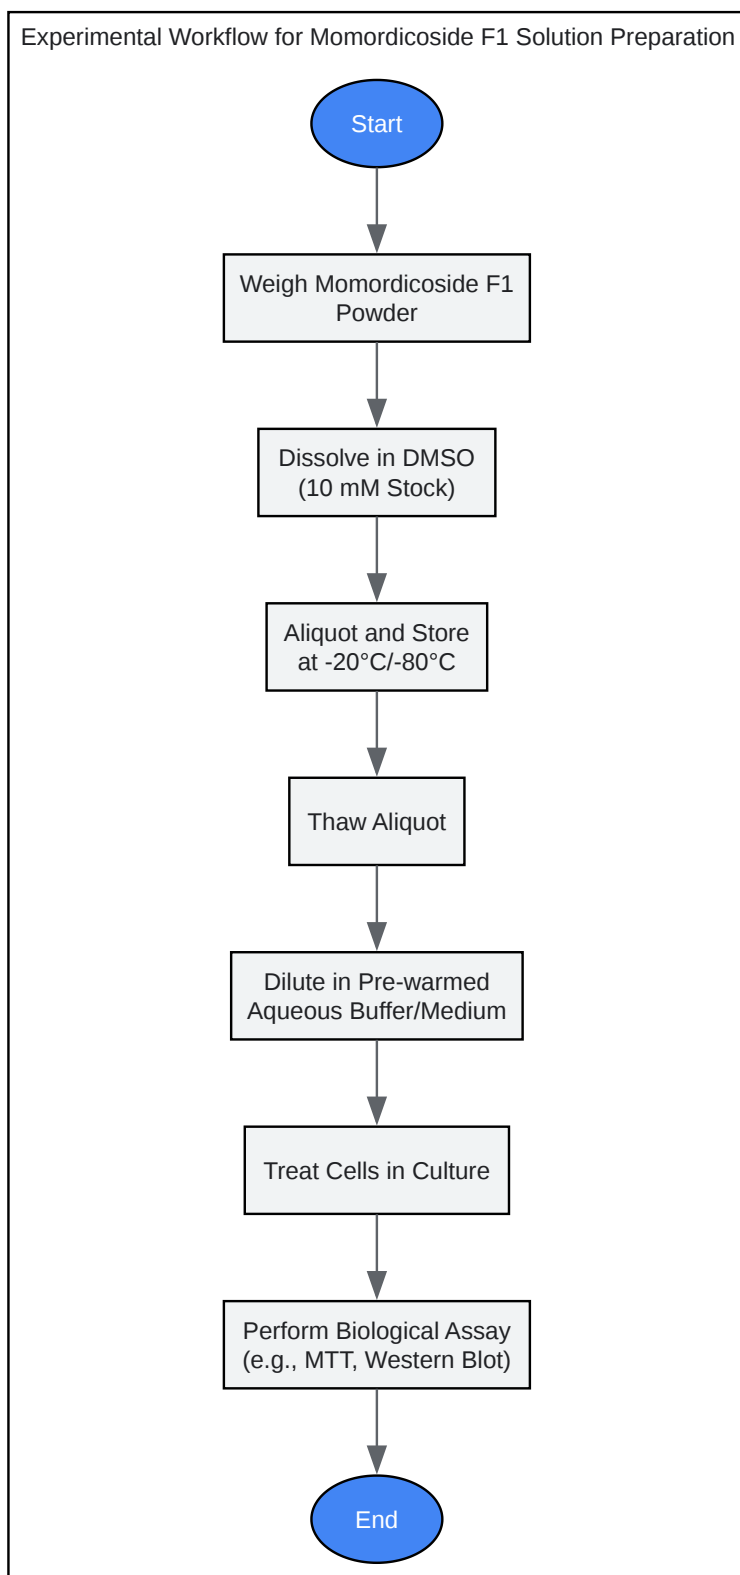 Experimental Workflow for Momordicoside F1 Solution Preparation
Start
Weigh Momordicoside F1
Powder
Dissolve in DMSO
(10 mM Stock)
Aliquot and Store
at -20°C/-80°C
Thaw Aliquot
Dilute in Pre-warmed
Aqueous Buffer/Medium
Treat Cells in Culture
Perform Biological Assay
(e.g., MTT, Western Blot)
End